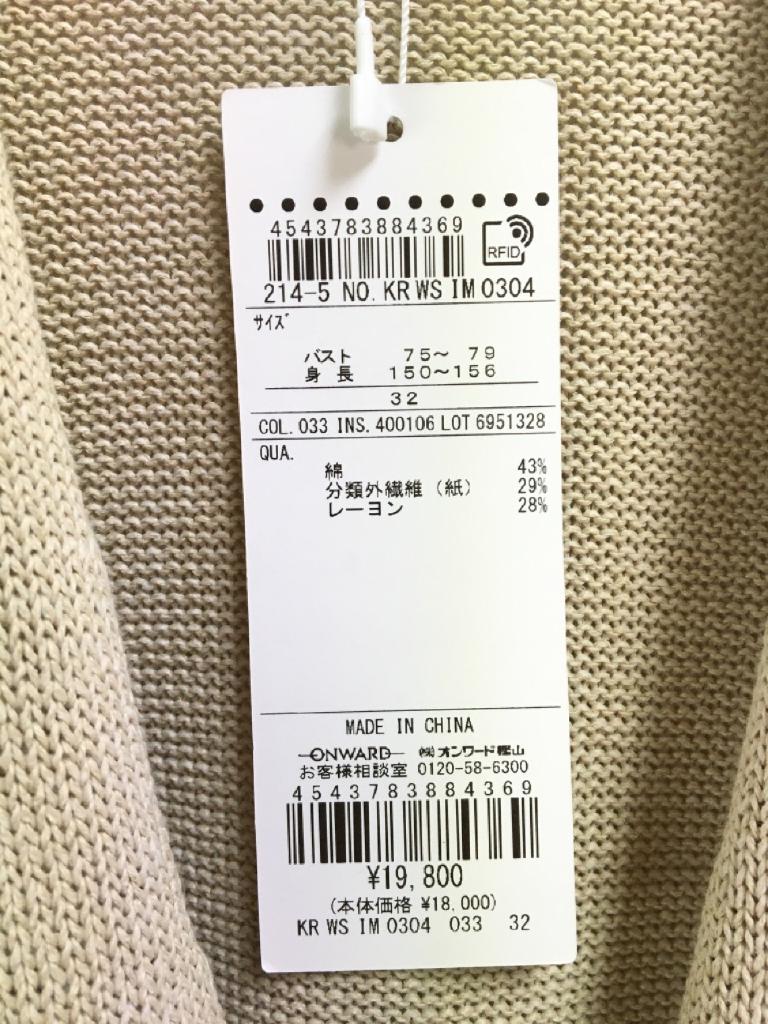 4543783884369
RFID
214-5 NO. KR WS IM 0304
サイズ
バスト 75〜 79
身 長 150〜156
32
COL. 033 INS. 400106 LOT 6951328
QUA.
綿 43%
分類外繊維（紙） 29%
レーヨン 28%
MADE IN CHINA
ONWARD ㈱オンワード樫山
お客様相談室 0120-58-6300
4543783884369
¥19,800
(本体価格 ¥18,000)
KR WS IM 0304 033 32